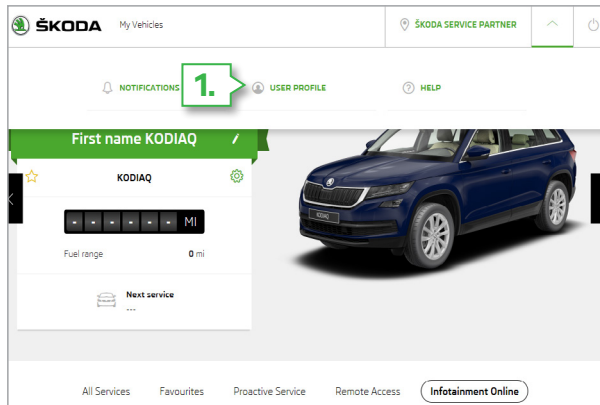 ŠKODA My Vehicles ŠKODA SERVICE PARTNER
NOTIFICATIONS 1. USER PROFILE HELP
First name KODIAQ
KODIAQ
- - - - - - MI
Fuel range 0 mi
Next service
---
KODIAQ
All Services Favourites Proactive Service Remote Access Infotainment Online